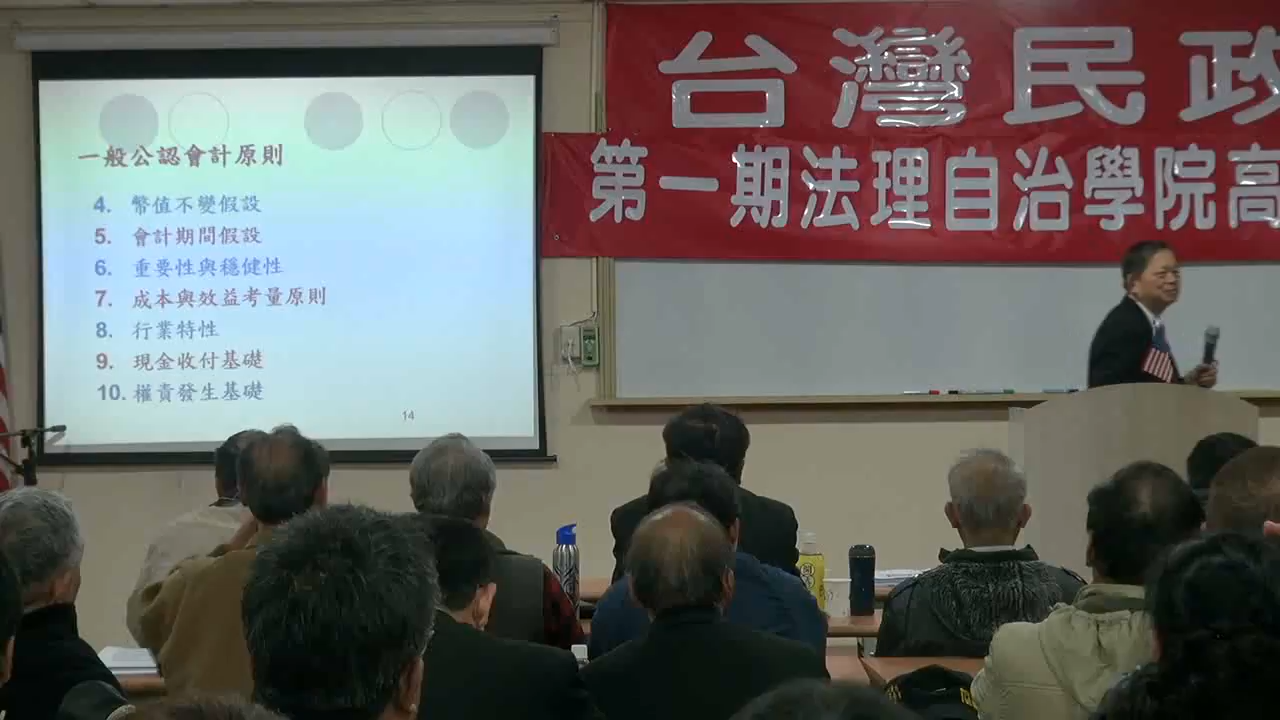 台灣民政
第一期法理自治學院高
一般公認會計原則
4. 幣值不變假設
5. 會計期間假設
6. 重要性與穩健性
7. 成本與效益考量原則
8. 行業特性
9. 現金收付基礎
10. 權責發生基礎
14